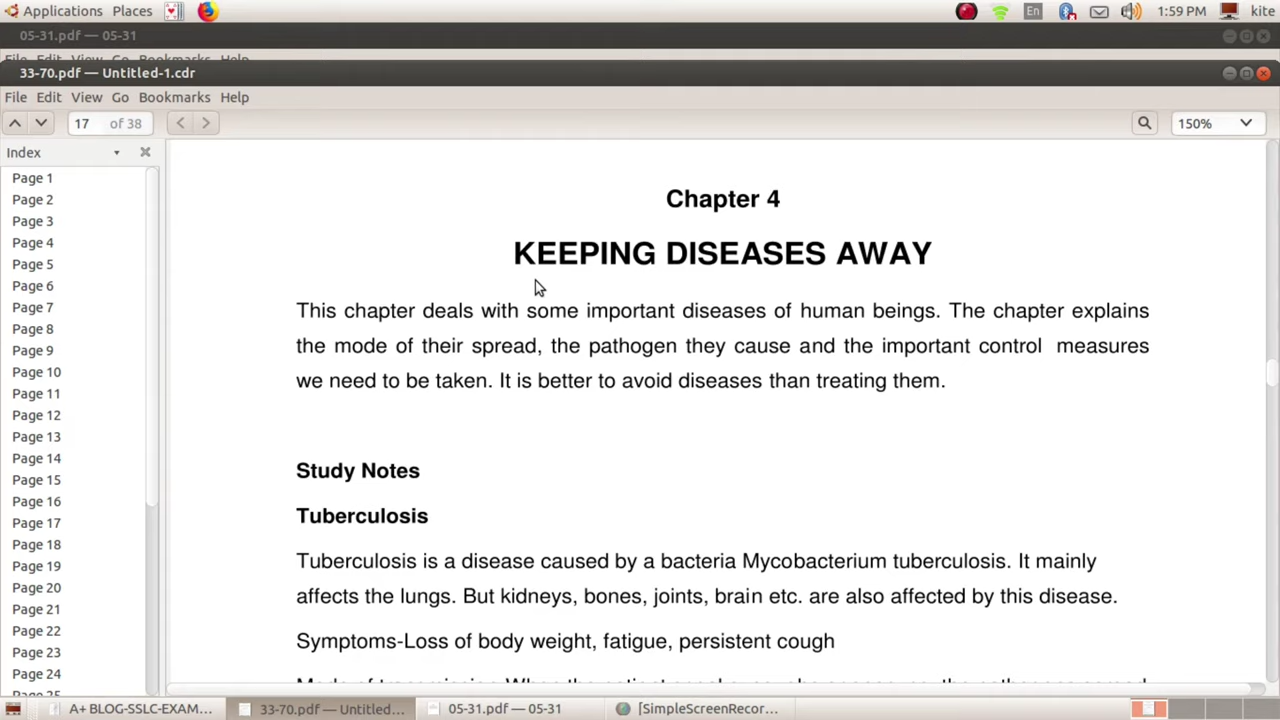 Applications Places En 1:59 PM kite
05-31.pdf — 05-31
File Edit View Go Bookmarks Help
33-70.pdf — Untitled-1.cdr
File Edit View Go Bookmarks Help
17 of 38 150%
Index
Page 1
Page 2
Page 3
Page 4
Page 5
Page 6
Page 7
Page 8
Page 9
Page 10
Page 11
Page 12
Page 13
Page 14
Page 15
Page 16
Page 17
Page 18
Page 19
Page 20
Page 21
Page 22
Page 23
Page 24
Page 25
Chapter 4
KEEPING DISEASES AWAY
This chapter deals with some important diseases of human beings. The chapter explains
the mode of their spread, the pathogen they cause and the important control measures
we need to be taken. It is better to avoid diseases than treating them.
Study Notes
Tuberculosis
Tuberculosis is a disease caused by a bacteria Mycobacterium tuberculosis. It mainly
affects the lungs. But kidneys, bones, joints, brain etc. are also affected by this disease.
Symptoms-Loss of body weight, fatigue, persistent cough
A+ BLOG-SSLC-EXAM... 33-70.pdf — Untitled... 05-31.pdf — 05-31 [SimpleScreenRecor...